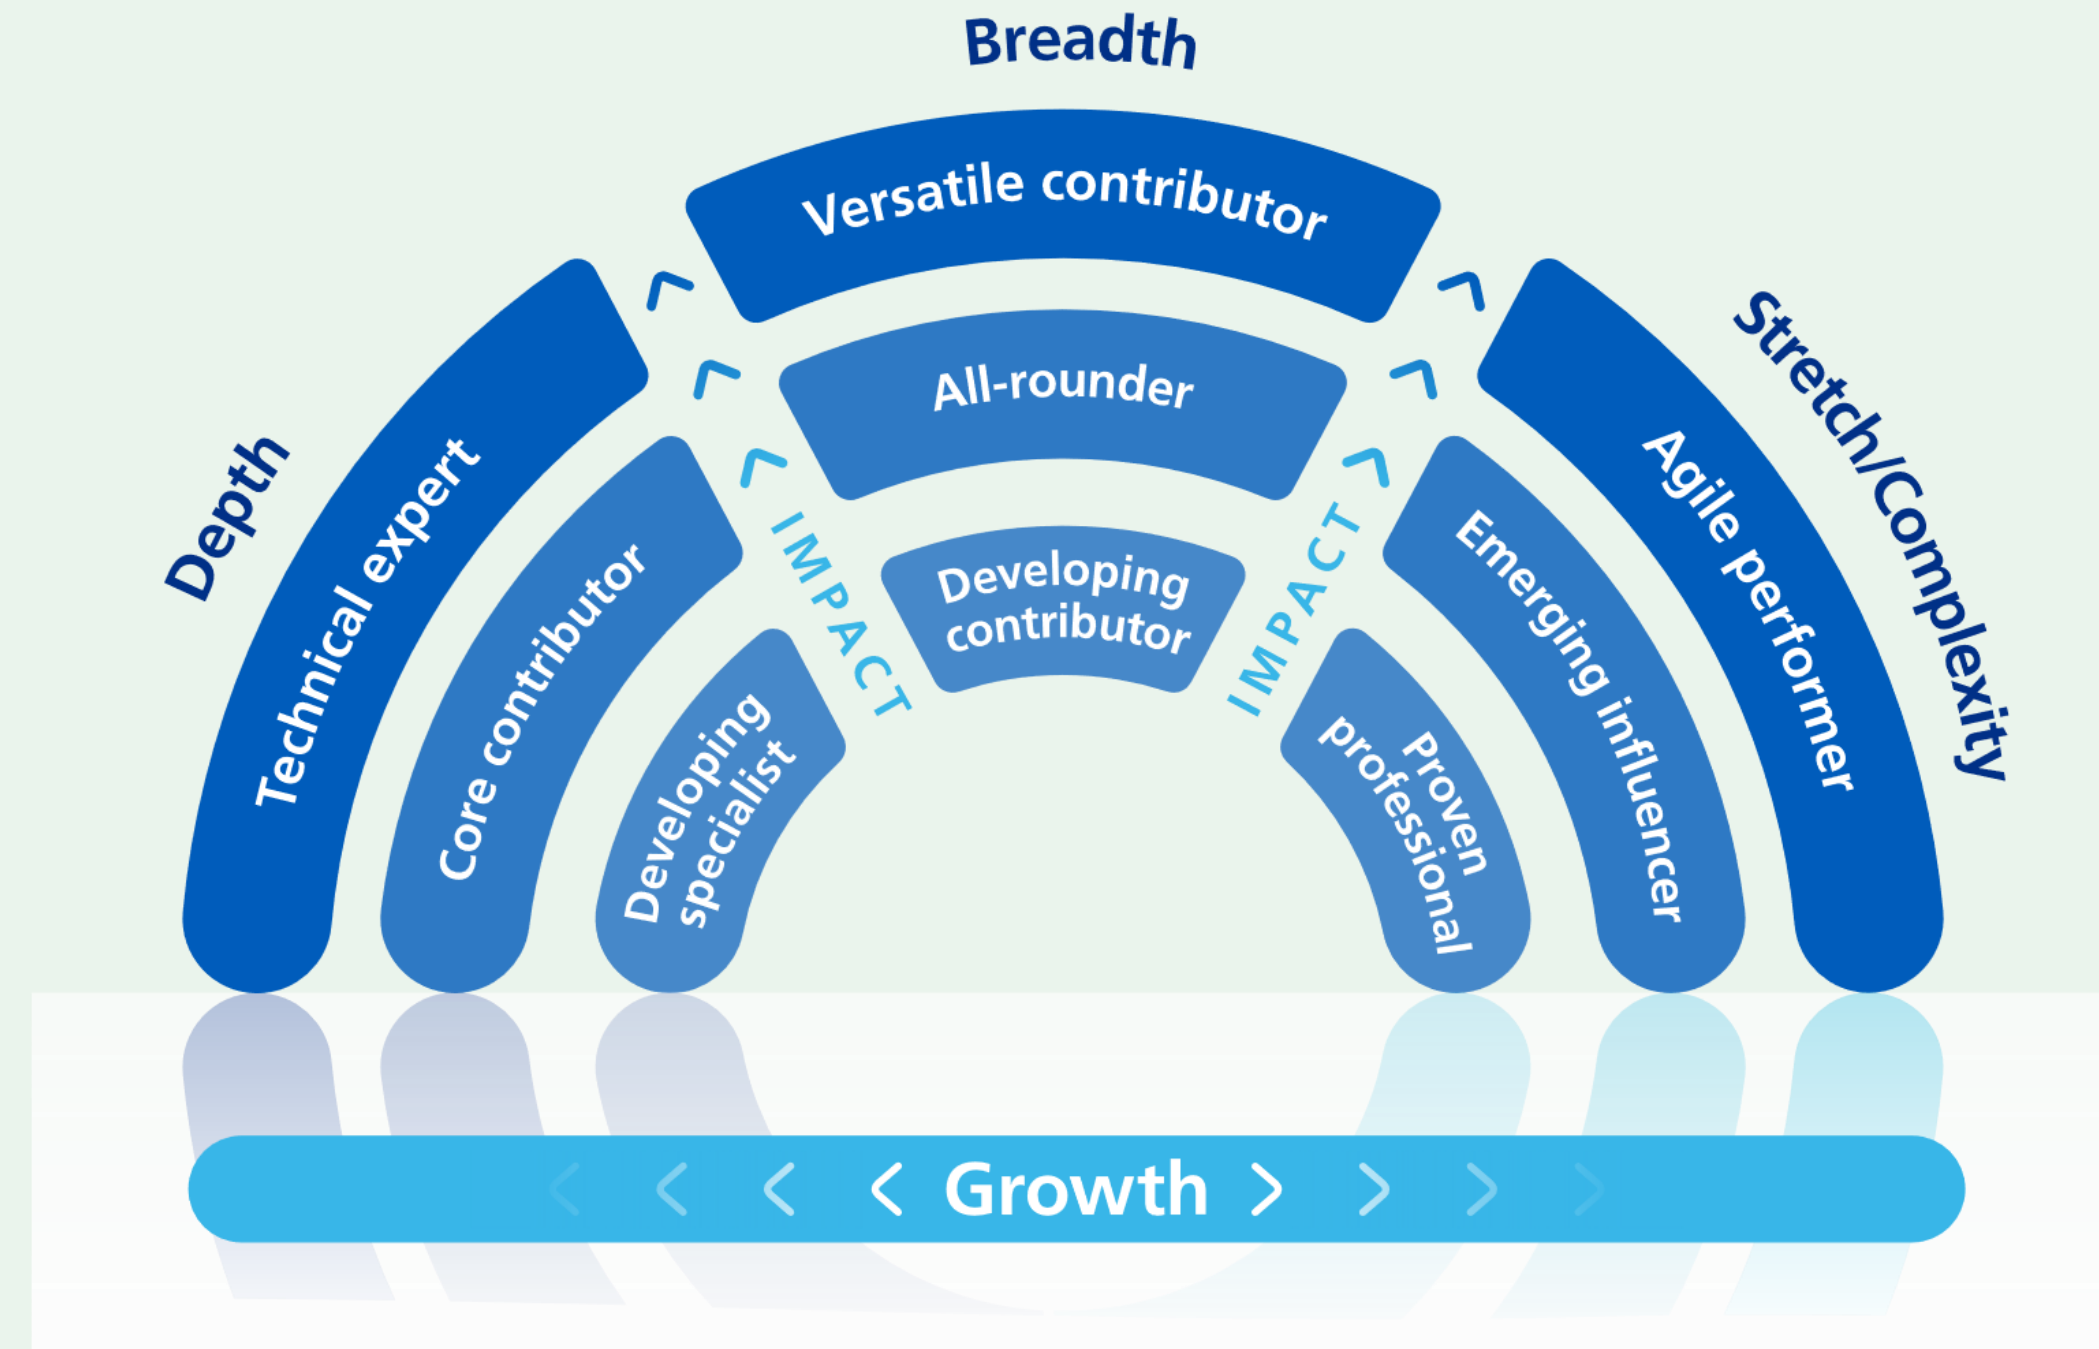 Breadth
Depth
Stretch/Complexity
Versatile contributor
All-rounder
Developing
contributor
Technical expert
Core contributor
Developing
specialist
IMPACT
IMPACT
Agile performer
Emerging influencer
Proven
professional
Growth